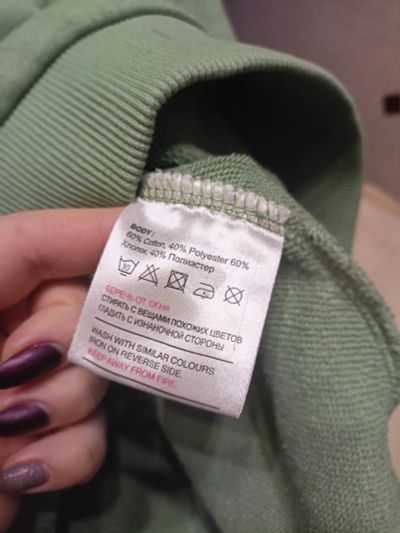 BODY:
60% Cotton, 40% Polyester 60%
Хлопок, 40% Полиэстер
30
БЕРЕЧЬ ОТ ОГНЯ
СТИРАТЬ С ВЕЩАМИ ПОХОЖИХ ЦВЕТОВ
ГЛАДИТЬ С ИЗНАНОЧНОЙ СТОРОНЫ
WASH WITH SIMILAR COLOURS
IRON ON REVERSE SIDE.
KEEP AWAY FROM FIRE.